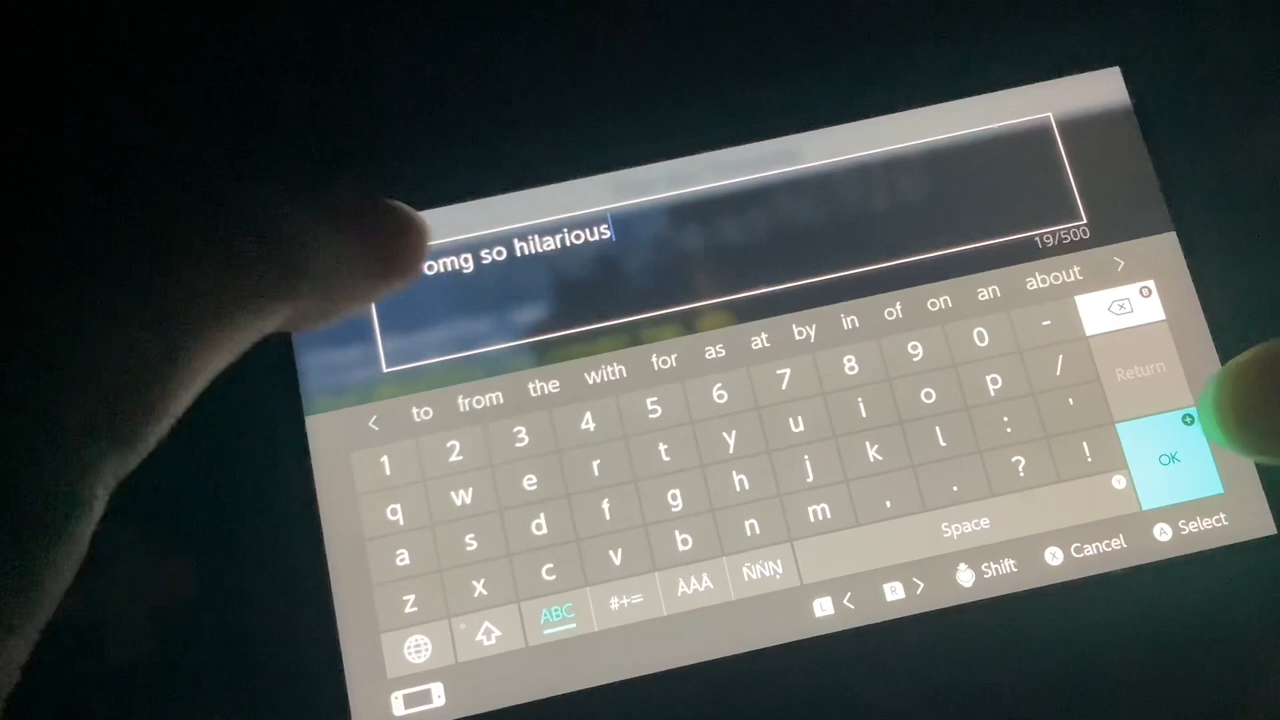 omg so hilarious
19/500
< to from the with for as at by in of on an about >
1 2 3 4 5 6 7 8 9 0 - B
q w e r t y u i o p / Return
a s d f g h j k l : ' + OK
z x c v b n m , . ? !
ABC #+= ÀÀÂ ÑŃŅ Space Y
L < R > Shift X Cancel A Select